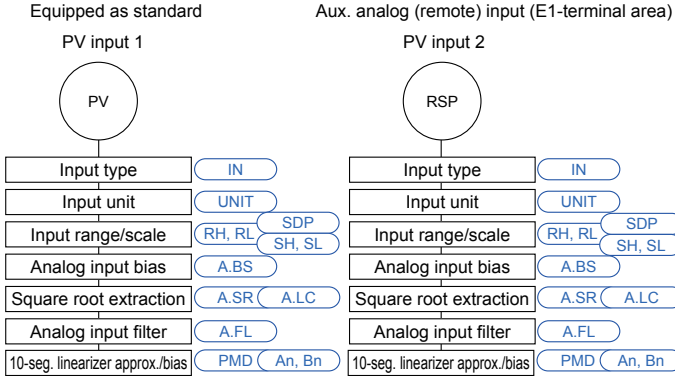 Equipped as standard
Aux. analog (remote) input (E1-terminal area)
PV input 1
PV input 2
PV
RSP
Input type
IN
Input unit
UNIT
Input range/scale
RH, RL
SDP
SH, SL
Analog input bias
A.BS
Square root extraction
A.SR
A.LC
Analog input filter
A.FL
10-seg. linearizer approx./bias
PMD
An, Bn
Input type
IN
Input unit
UNIT
Input range/scale
RH, RL
SDP
SH, SL
Analog input bias
A.BS
Square root extraction
A.SR
A.LC
Analog input filter
A.FL
10-seg. linearizer approx./bias
PMD
An, Bn